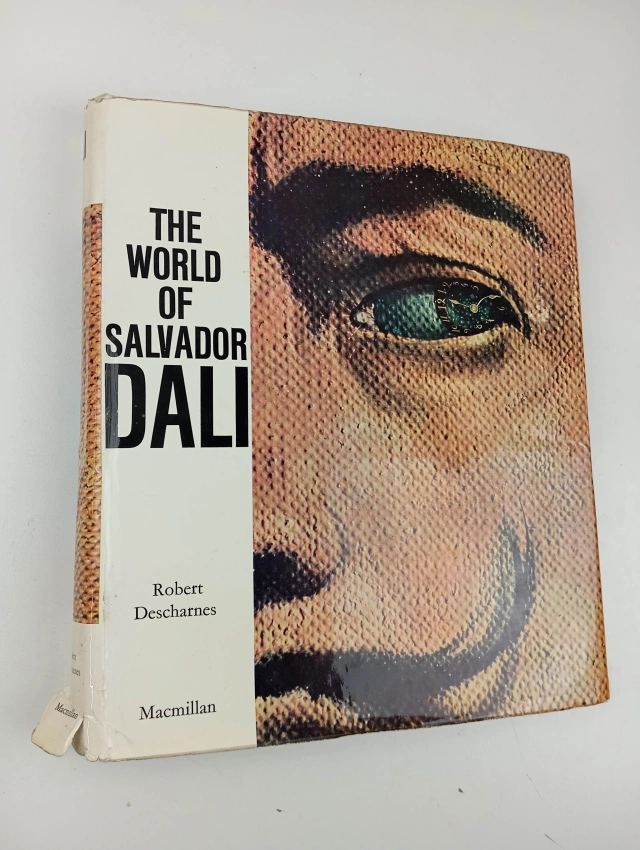 THE
WORLD
OF
SALVADOR
DALI
Robert
Descharnes
Macmillan
Macmillan